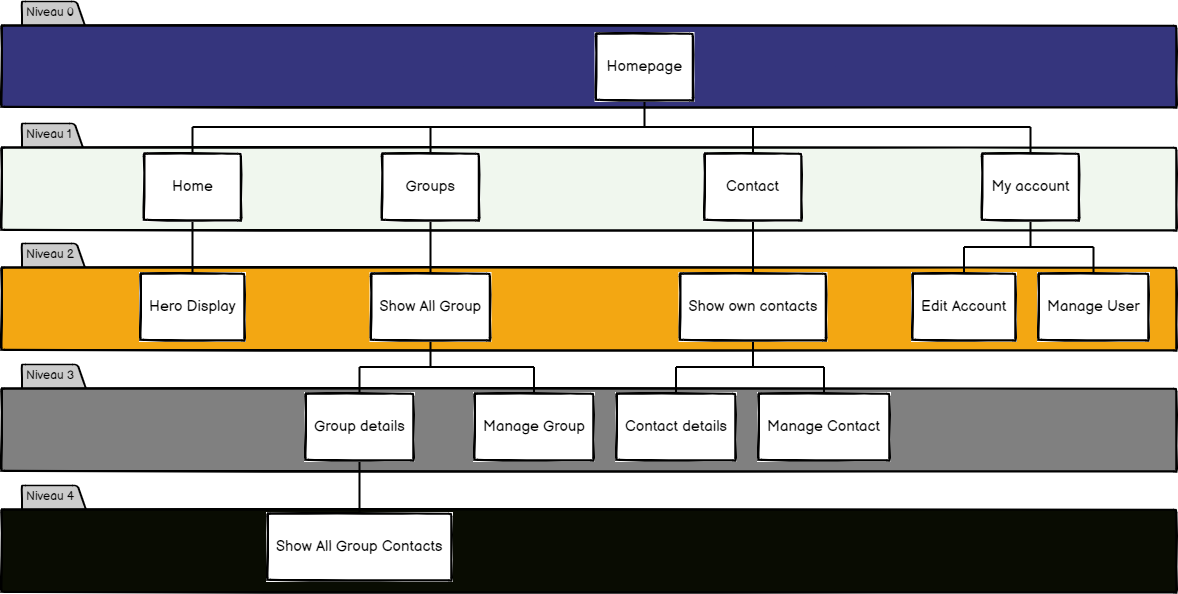 Niveau 0
Homepage
Niveau 1
Home
Groups
Contact
My account
Niveau 2
Hero Display
Show All Group
Show own contacts
Edit Account
Manage User
Niveau 3
Group details
Manage Group
Contact details
Manage Contact
Niveau 4
Show All Group Contacts